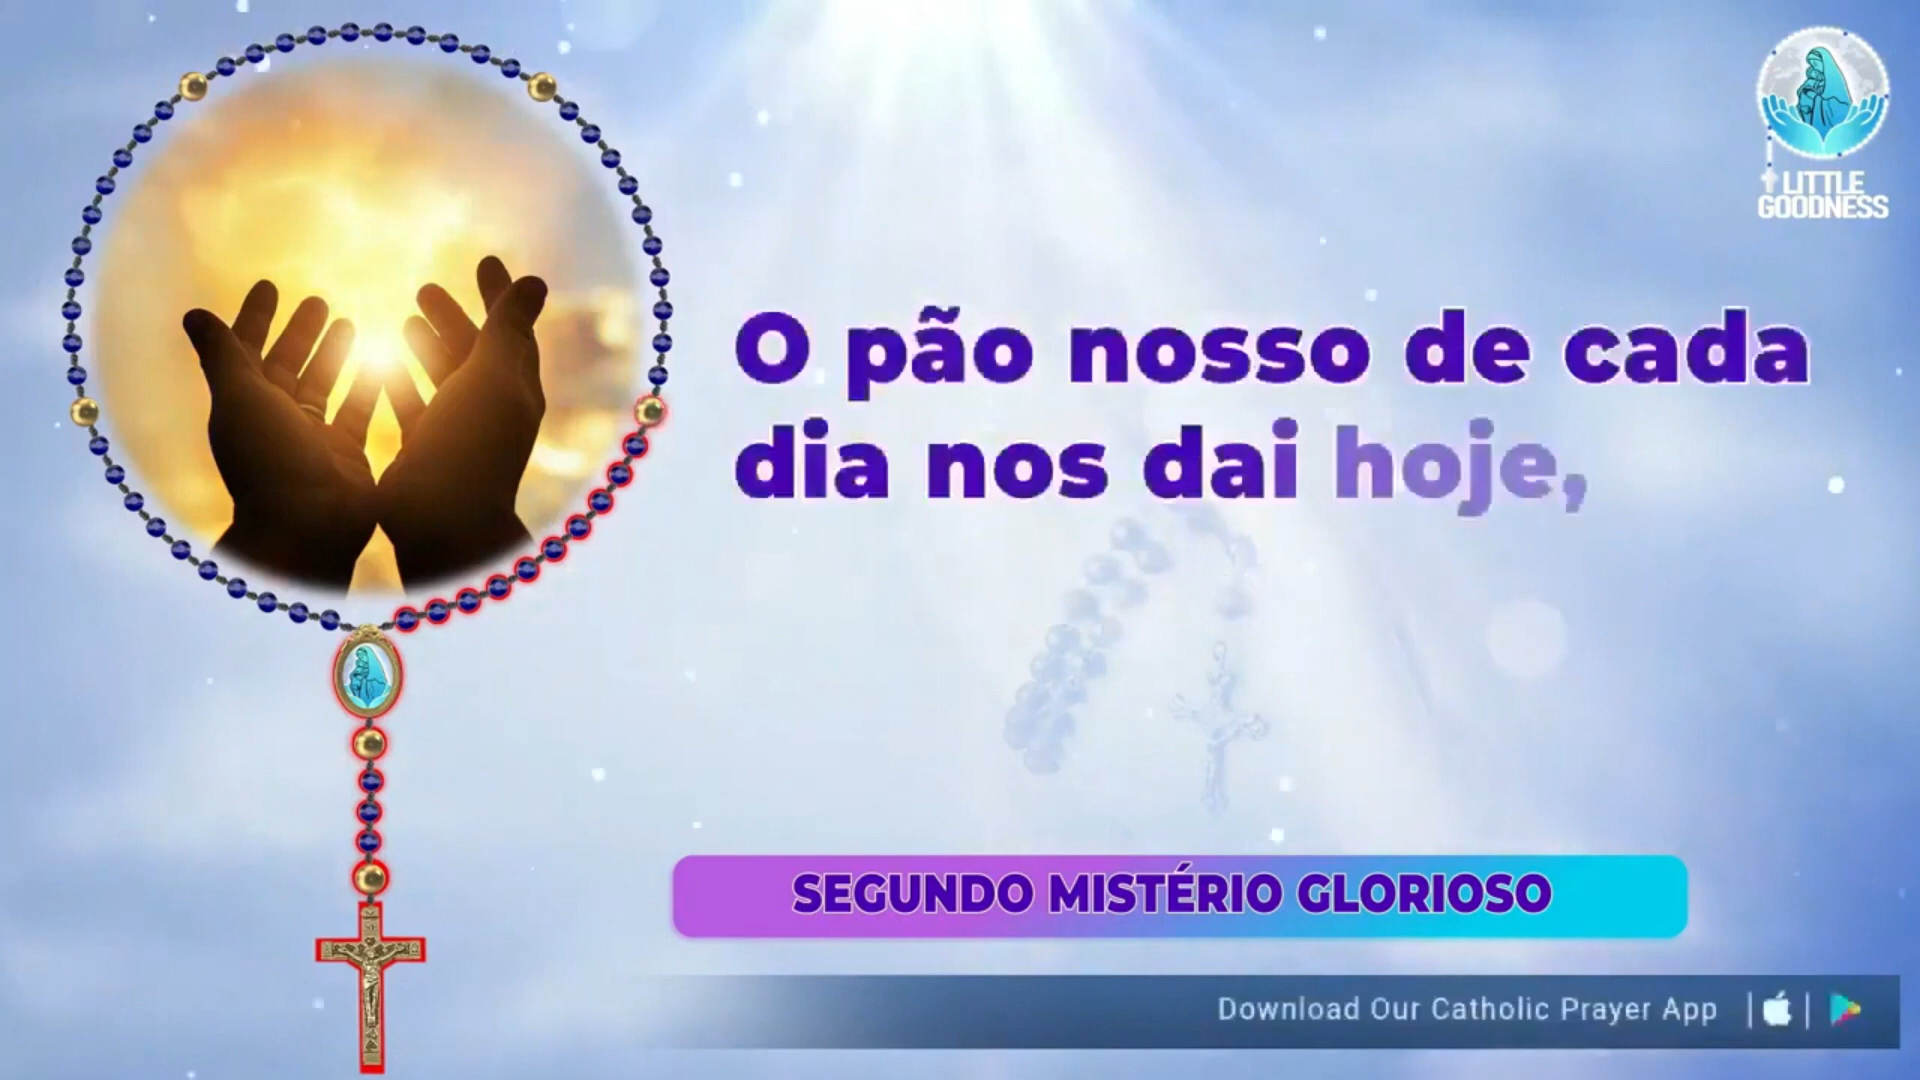 LITTLE
GOODNESS
O pão nosso de cada
dia nos dai hoje,
SEGUNDO MISTÉRIO GLORIOSO
Download Our Catholic Prayer App